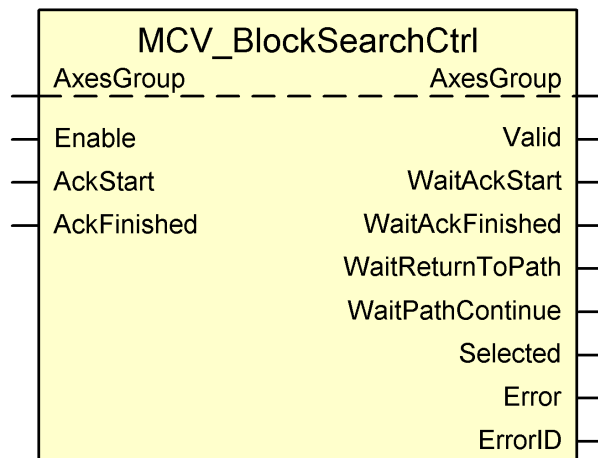 MCV_BlockSearchCtrl
AxesGroup AxesGroup
Enable Valid
AckStart WaitAckStart
AckFinished WaitAckFinished
WaitReturnToPath
WaitPathContinue
Selected
Error
ErrorID